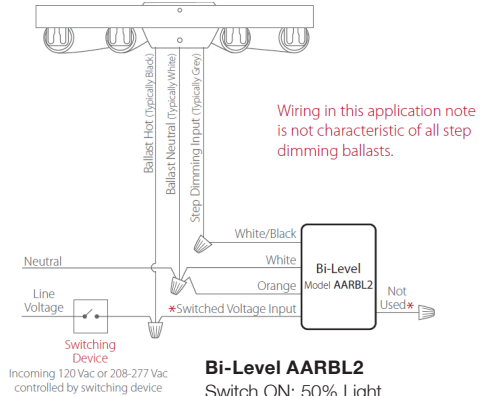 Ballast Hot (Typically Black)
Ballast Neutral (Typically White)
Step Dimming Input (Typically Grey)
Wiring in this application note
is not characteristic of all step
dimming ballasts.
White/Black
Neutral
White
Orange
Bi-Level
Model AARBL2
Not
Used*
Line
Voltage
*Switched Voltage Input
Switching
Device
Incoming 120 Vac or 208-277 Vac
controlled by switching device
Bi-Level AARBL2
Switch ON: 50% Light